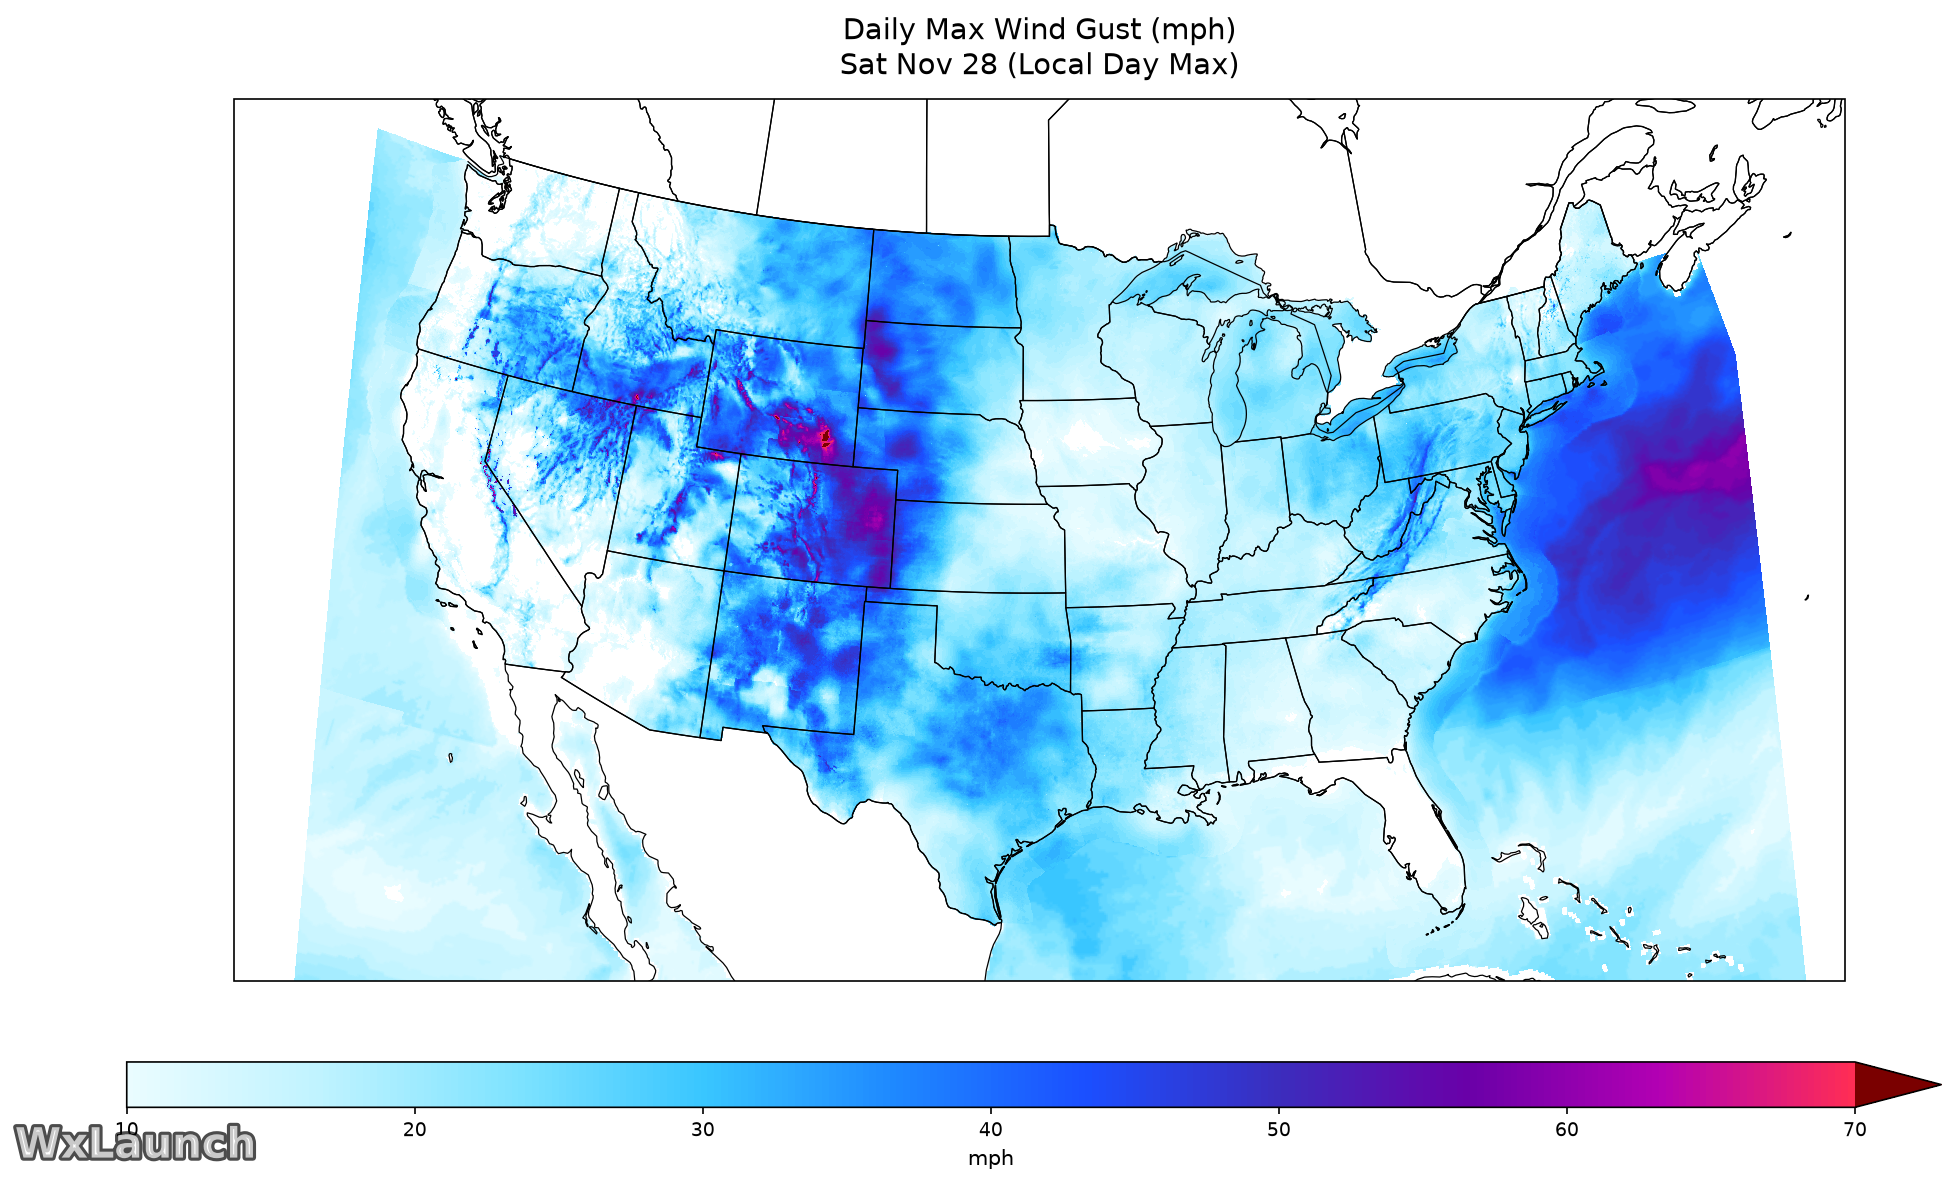 Daily Max Wind Gust (mph)
Sat Nov 28 (Local Day Max)
10 20 30 40 50 60 70
mph
WxLaunch